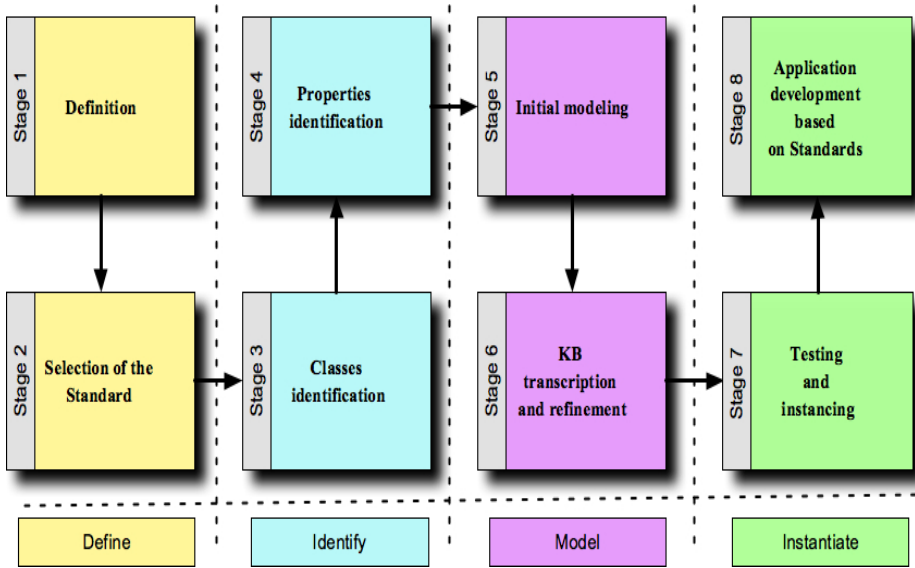 Stage 1
Definition
Stage 4
Properties
identification
Stage 5
Initial modeling
Stage 8
Application
development
based
on Standards
Stage 2
Selection of the
Standard
Stage 3
Classes
identification
Stage 6
KB
transcription
and refinement
Stage 7
Testing
and
instancing
Define
Identify
Model
Instantiate